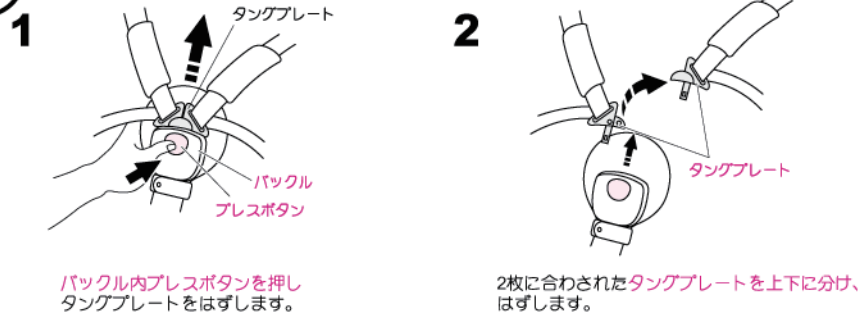 1
タングプレート
バックル
プレスボタン
バックル内プレスボタンを押し
タングプレートをはずします。
2
タングプレート
2枚に合わされたタングプレートを上下に分け、
はずします。